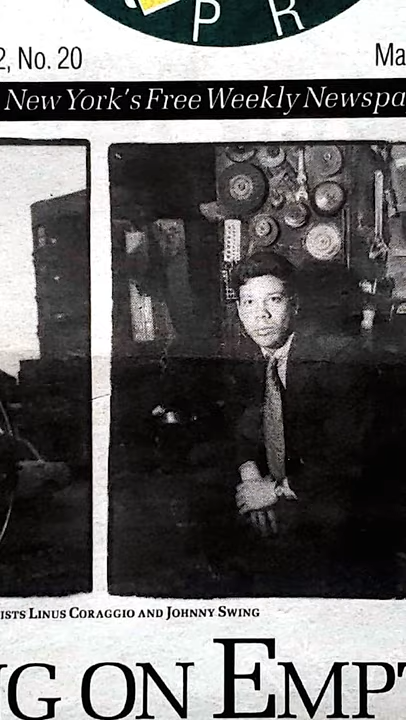 P R
2, No. 20 Ma
New York's Free Weekly Newspa
ISTS LINUS CORAGGIO AND JOHNNY SWING
G ON EMPT